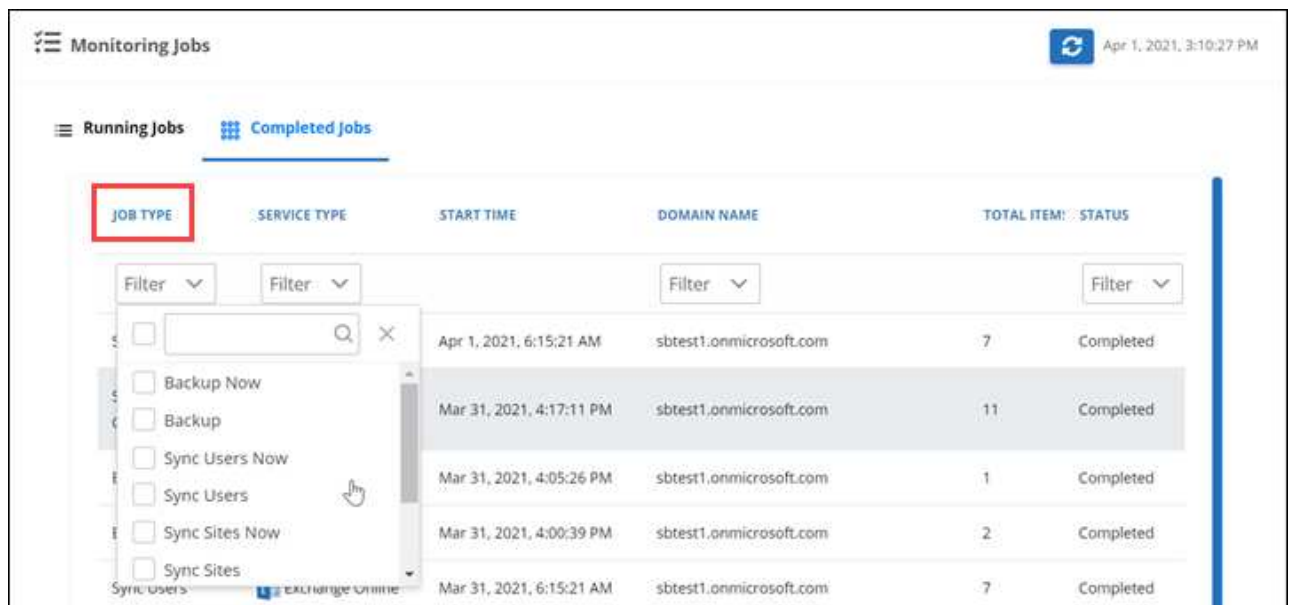 Monitoring Jobs Apr 1, 2021, 3:10:27 PM
Running Jobs Completed Jobs
JOB TYPE SERVICE TYPE START TIME DOMAIN NAME TOTAL ITEM: STATUS
Filter Filter Filter Filter
Apr 1, 2021, 6:15:21 AM sbtest1.onmicrosoft.com 7 Completed
Backup Now
Mar 31, 2021, 4:17:11 PM sbtest1.onmicrosoft.com 11 Completed
Backup
Sync Users Now
Mar 31, 2021, 4:05:26 PM sbtest1.onmicrosoft.com 1 Completed
Sync Users
Sync Sites Now Mar 31, 2021, 4:00:39 PM sbtest1.onmicrosoft.com 2 Completed
Sync Sites
Sync Users Exchange Online Mar 31, 2021, 6:15:21 AM sbtest1.onmicrosoft.com 7 Completed